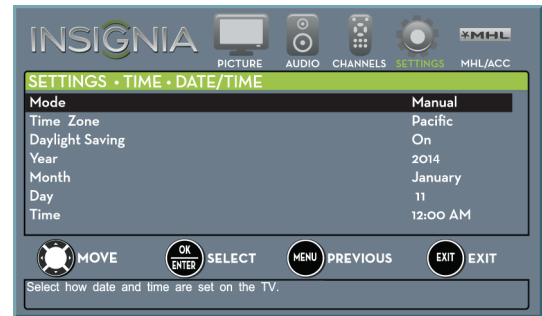 INSIGNIA
PICTURE AUDIO CHANNELS SETTINGS MHL/ACC
MHL
SETTINGS • TIME • DATE/TIME
Mode Manual
Time Zone Pacific
Daylight Saving On
Year 2014
Month January
Day 11
Time 12:00 AM
MOVE OK ENTER SELECT MENU PREVIOUS EXIT EXIT
Select how date and time are set on the TV.